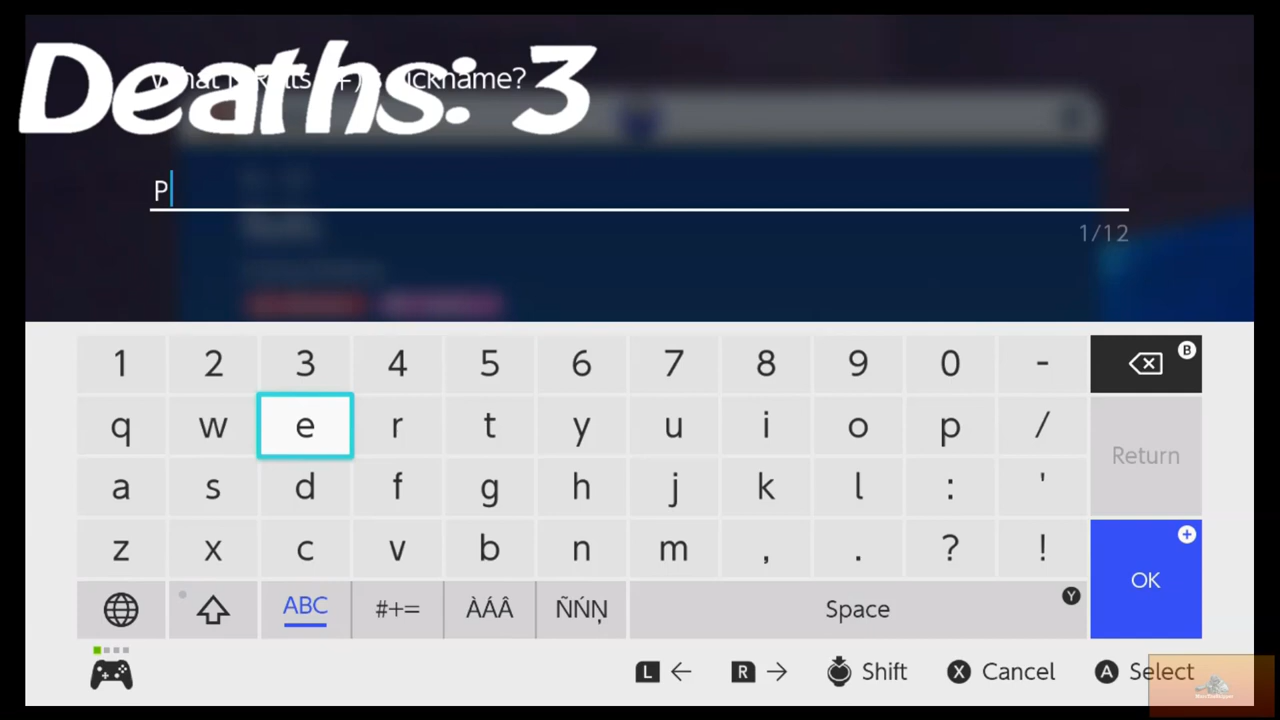 Deaths: 3
nickname?
P
1/12
1 2 3 4 5 6 7 8 9 0 - B
q w e r t y u i o p /
Return
a s d f g h j k l : '
z x c v b n m , . ? ! +
OK
ABC #+= ÀÁÂ ÑŃŅ Space Y
L ← R → Shift X Cancel A Select